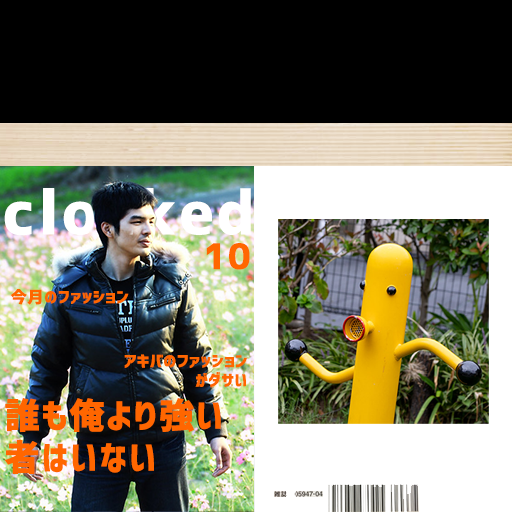 clocked
10
今月のファッション
アキバのファッション
がダサい
誰も俺より強い
者はいない
雑誌 05947-04